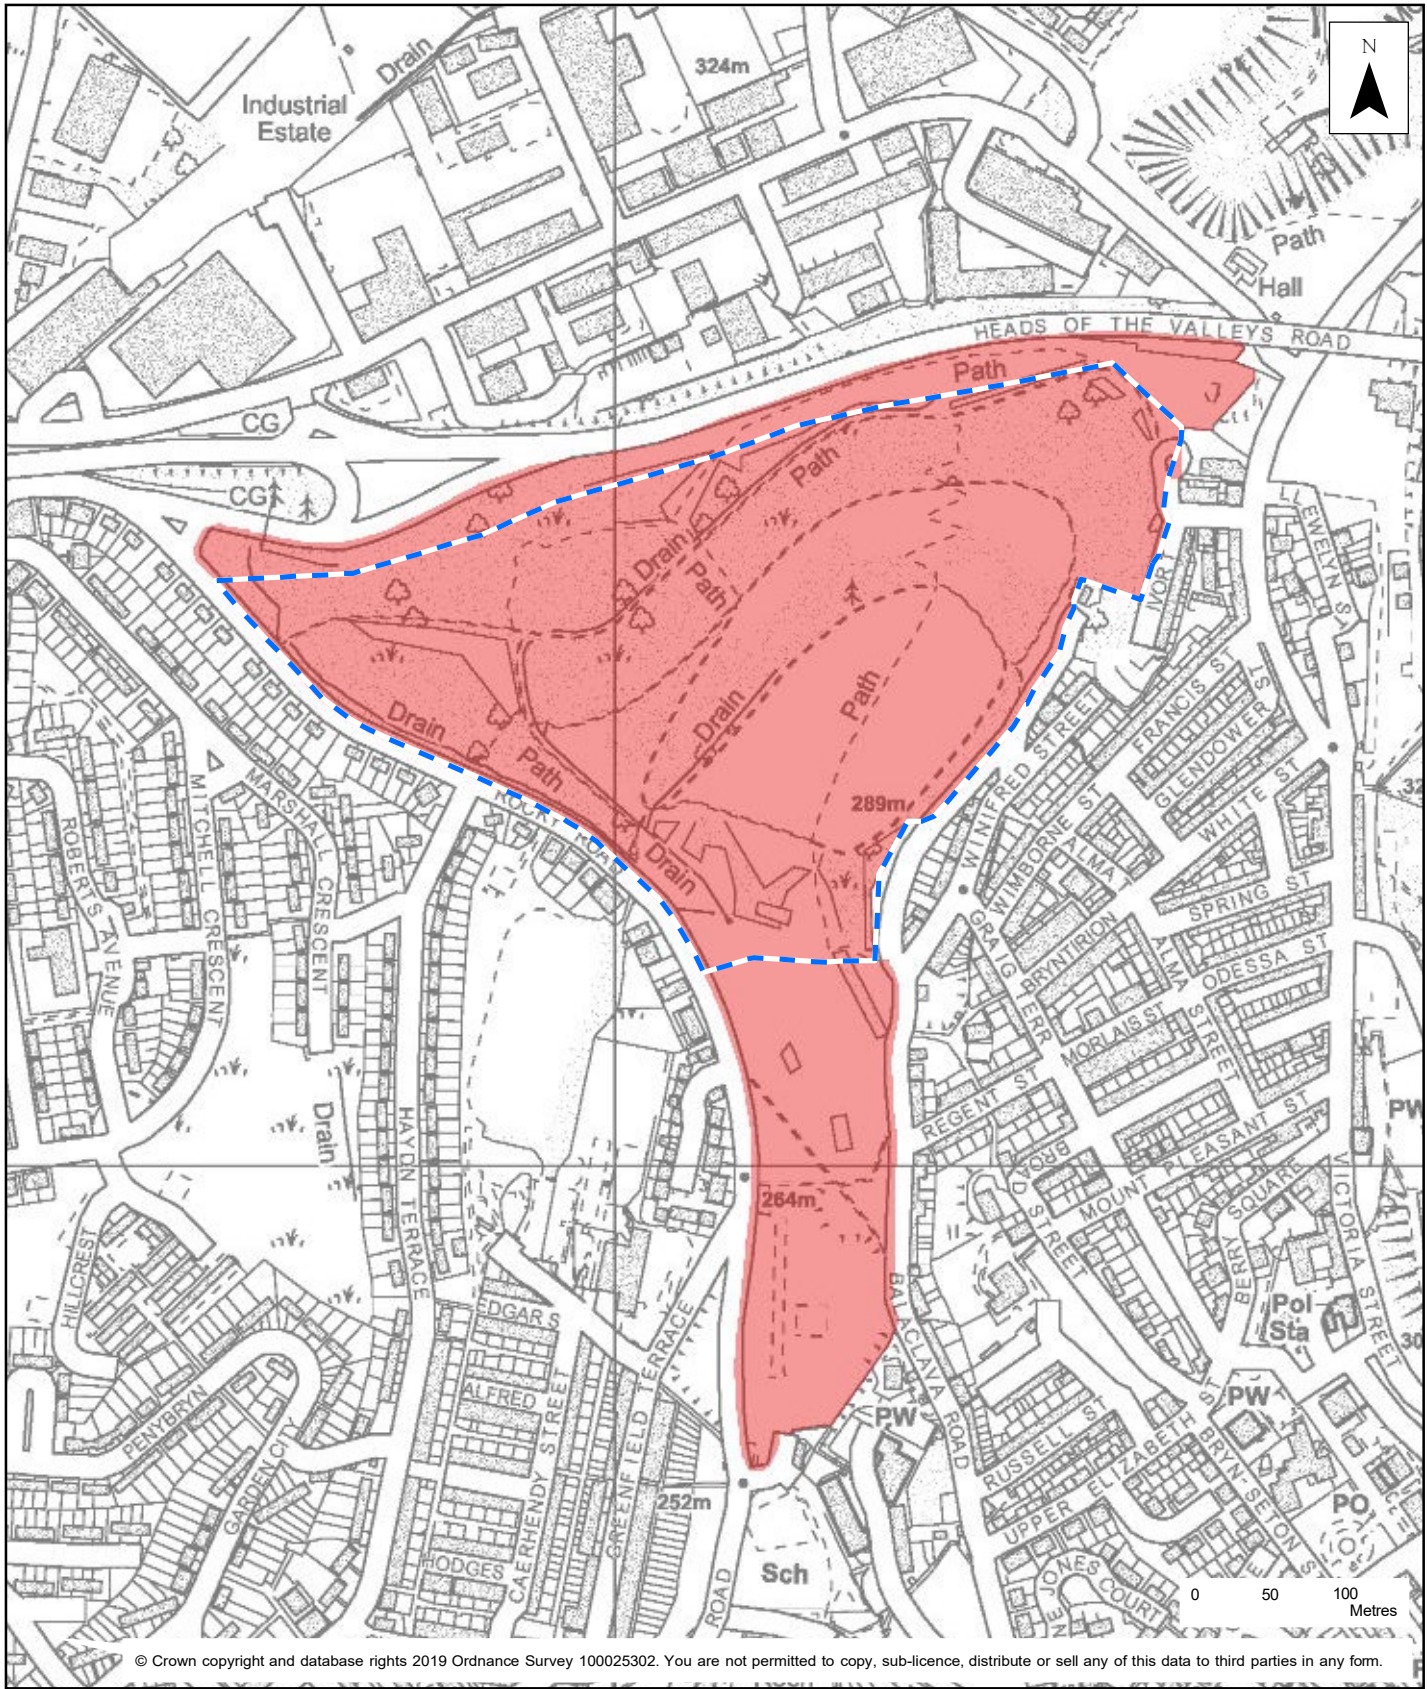 N
324m
Drain
Industrial
Estate
Path
Hall
HEADS OF THE VALLEYS ROAD
Path
CG
CG
Path
Drain
Path
Drain
Path
Drain
Path
ROCKY ROAD
Drain
289m
WINIFRED STREET
FRANCIS ST
GLENDOWER ST
WHITE ST
WIMBORNE ST
ALMA
SPRING ST
ODESSA ST
BRYNTIRION
GRAIG TERR
MORLAIS ST
ALMA STREET
REGENT ST
MOUNT PLEASANT ST
BROAD STREET
BERRY SQUARE
VICTORIA STREET
PW
Pol
Sta
PW
PO
ROBERTS AVENUE
MITCHELL CRESCENT
MARSHALL CRESCENT
Drain
HAYDN TERRACE
HILLCREST
PENYBRYN
GARDEN CITY
EDGAR S
ALFRED
HODGES
CAERHENDY STREET
GREENFIELD TERRACE
264m
BALACLAVA ROAD
PW
252m
ROAD
Sch
RUSSELL ST
UPPER ELIZABETH ST
BRYN-SETON S
JONES COURT
0 50 100
Metres
© Crown copyright and database rights 2019 Ordnance Survey 100025302. You are not permitted to copy, sub-licence, distribute or sell any of this data to third parties in any form.